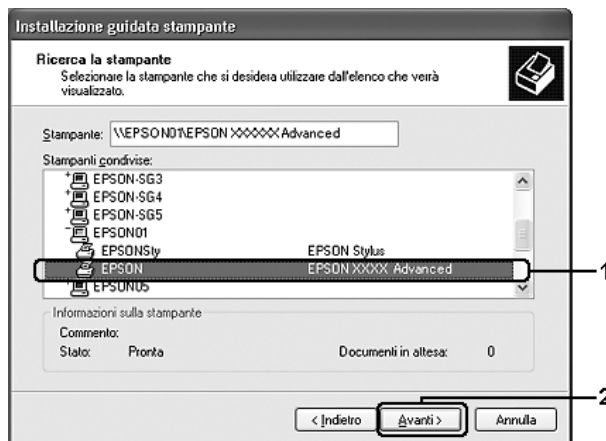 Installazione guidata stampante
Ricerca la stampante
Selezionare la stampante che si desidera utilizzare dall'elenco che verrà
visualizzato.
Stampante: \\EPSON01\EPSON XXXXXX Advanced
Stampanti condivise:
EPSON-SG3
EPSON-SG4
EPSON-SG5
EPSON01
EPSONSty EPSON Stylus
EPSON EPSON XXXX Advanced 1
EPSON05
Informazioni sulla stampante
Commento:
Stato: Pronta Documenti in attesa: 0
2
< Indietro Avanti > Annulla